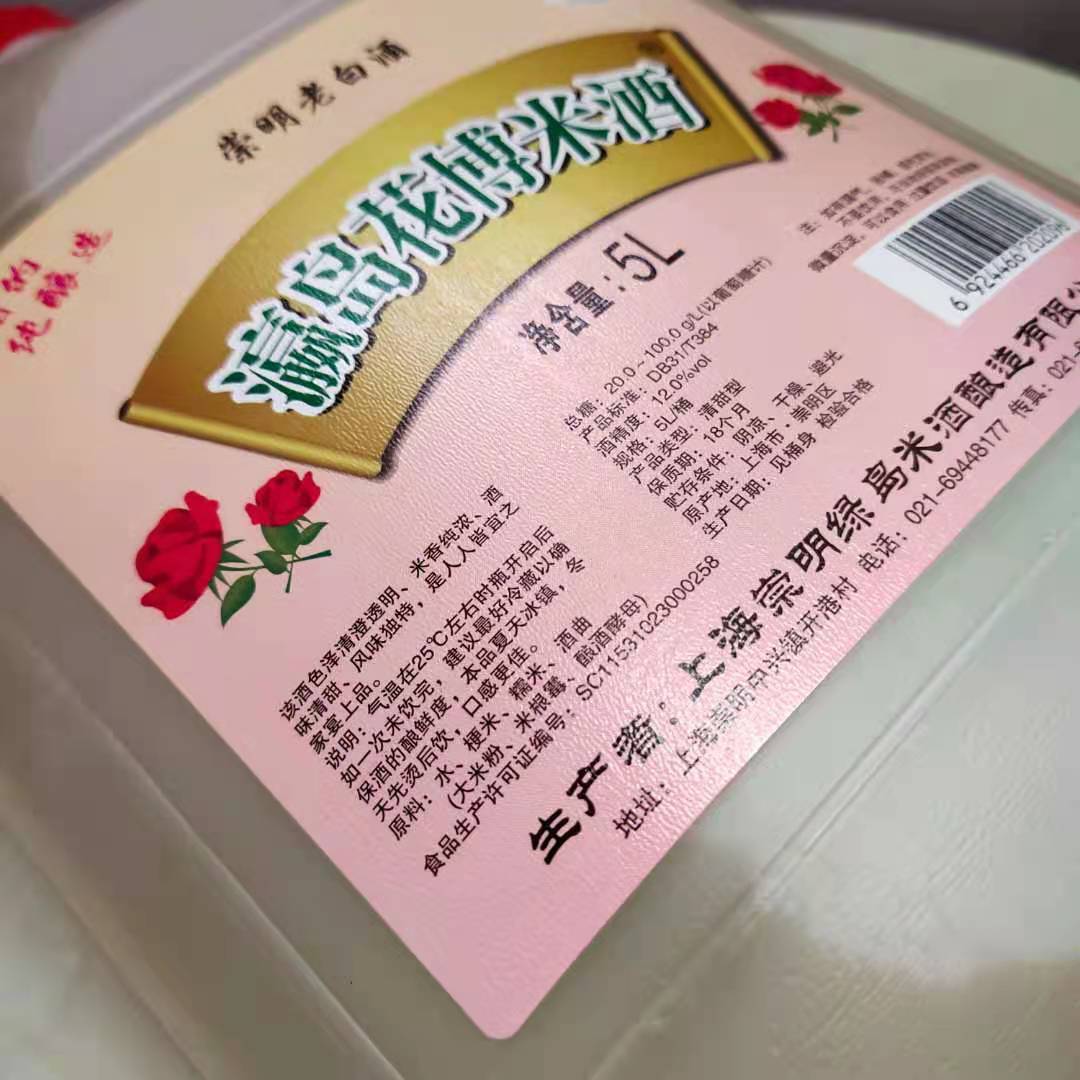 崇明老白酒
瀛岛花博米酒
纯酿造
净含量：5L
总糖：20.0～100.0 g/L(以葡萄糖计)
产品标准：DB31/T384
酒精度：12.0%vol
规格：5L/桶
产品类型：清甜型
保质期：18个月
贮存条件：阴凉、干燥、避光
原产地：上海市·崇明区
生产日期：见桶身 检验合格
6 924466 20209
该酒色泽清澄透明、米香纯浓、酒
味清甜、风味独特，是人人皆宜之
家宴上品。
说明：一气温在25℃左右时瓶开启后
如一次未饮完，建议最好冷藏以确
保酒的酿鲜度，本品夏天冰镇，冬
天先烫后饮，口感更佳。
原料：水、粳米、糯米、酒曲
(大米粉、米根霉、酿酒酵母)
食品生产许可证编号：SC11531023000258
生产者：上海崇明绿岛米酒酿造有限公
地址：上海崇明中兴镇开港村 电话：021-69448177 传真：021-